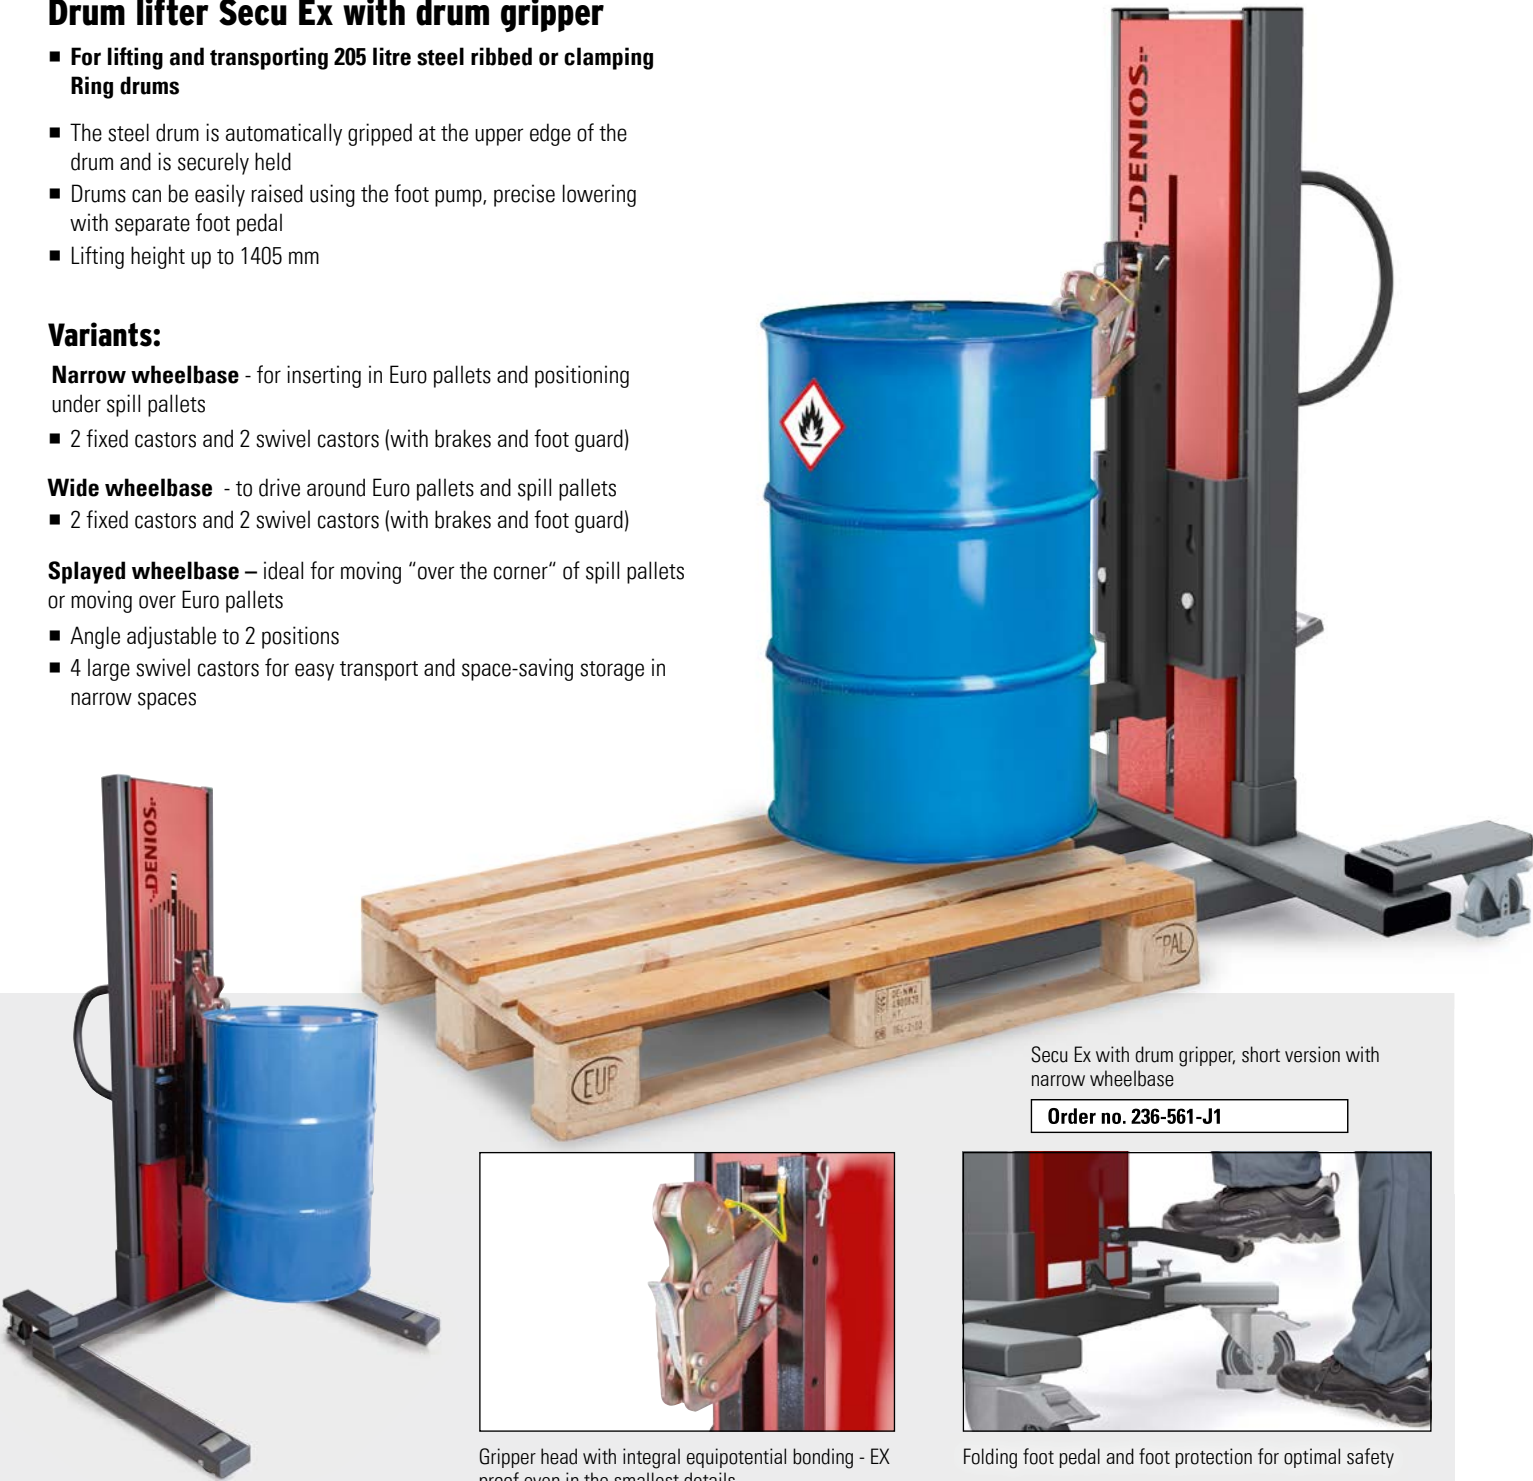 Drum lifter Secu Ex with drum gripper
■ For lifting and transporting 205 litre steel ribbed or clamping
Ring drums
■ The steel drum is automatically gripped at the upper edge of the
drum and is securely held
■ Drums can be easily raised using the foot pump, precise lowering
with separate foot pedal
■ Lifting height up to 1405 mm
Variants:
Narrow wheelbase - for inserting in Euro pallets and positioning
under spill pallets
■ 2 fixed castors and 2 swivel castors (with brakes and foot guard)
Wide wheelbase - to drive around Euro pallets and spill pallets
■ 2 fixed castors and 2 swivel castors (with brakes and foot guard)
Splayed wheelbase – ideal for moving “over the corner“ of spill pallets
or moving over Euro pallets
■ Angle adjustable to 2 positions
■ 4 large swivel castors for easy transport and space-saving storage in
narrow spaces
DENIOS
DENIOS
EPAL
EUP
Secu Ex with drum gripper, short version with
narrow wheelbase
Order no. 236-561-J1
Gripper head with integral equipotential bonding - EX
proof even in the smallest details
Folding foot pedal and foot protection for optimal safety